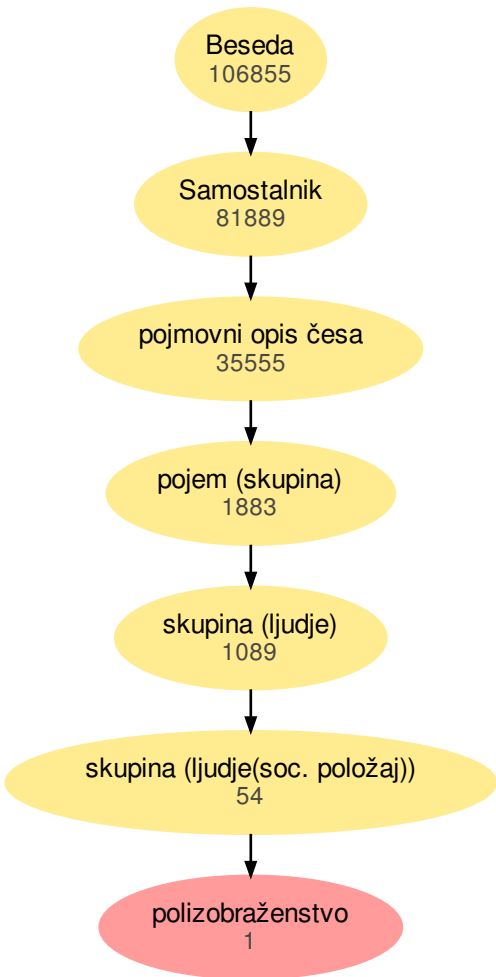 Beseda
106855
Samostalnik
81889
pojmovni opis česa
35555
pojem (skupina)
1883
skupina (ljudje)
1089
skupina (ljudje(soc. položaj))
54
polizobraženstvo
1